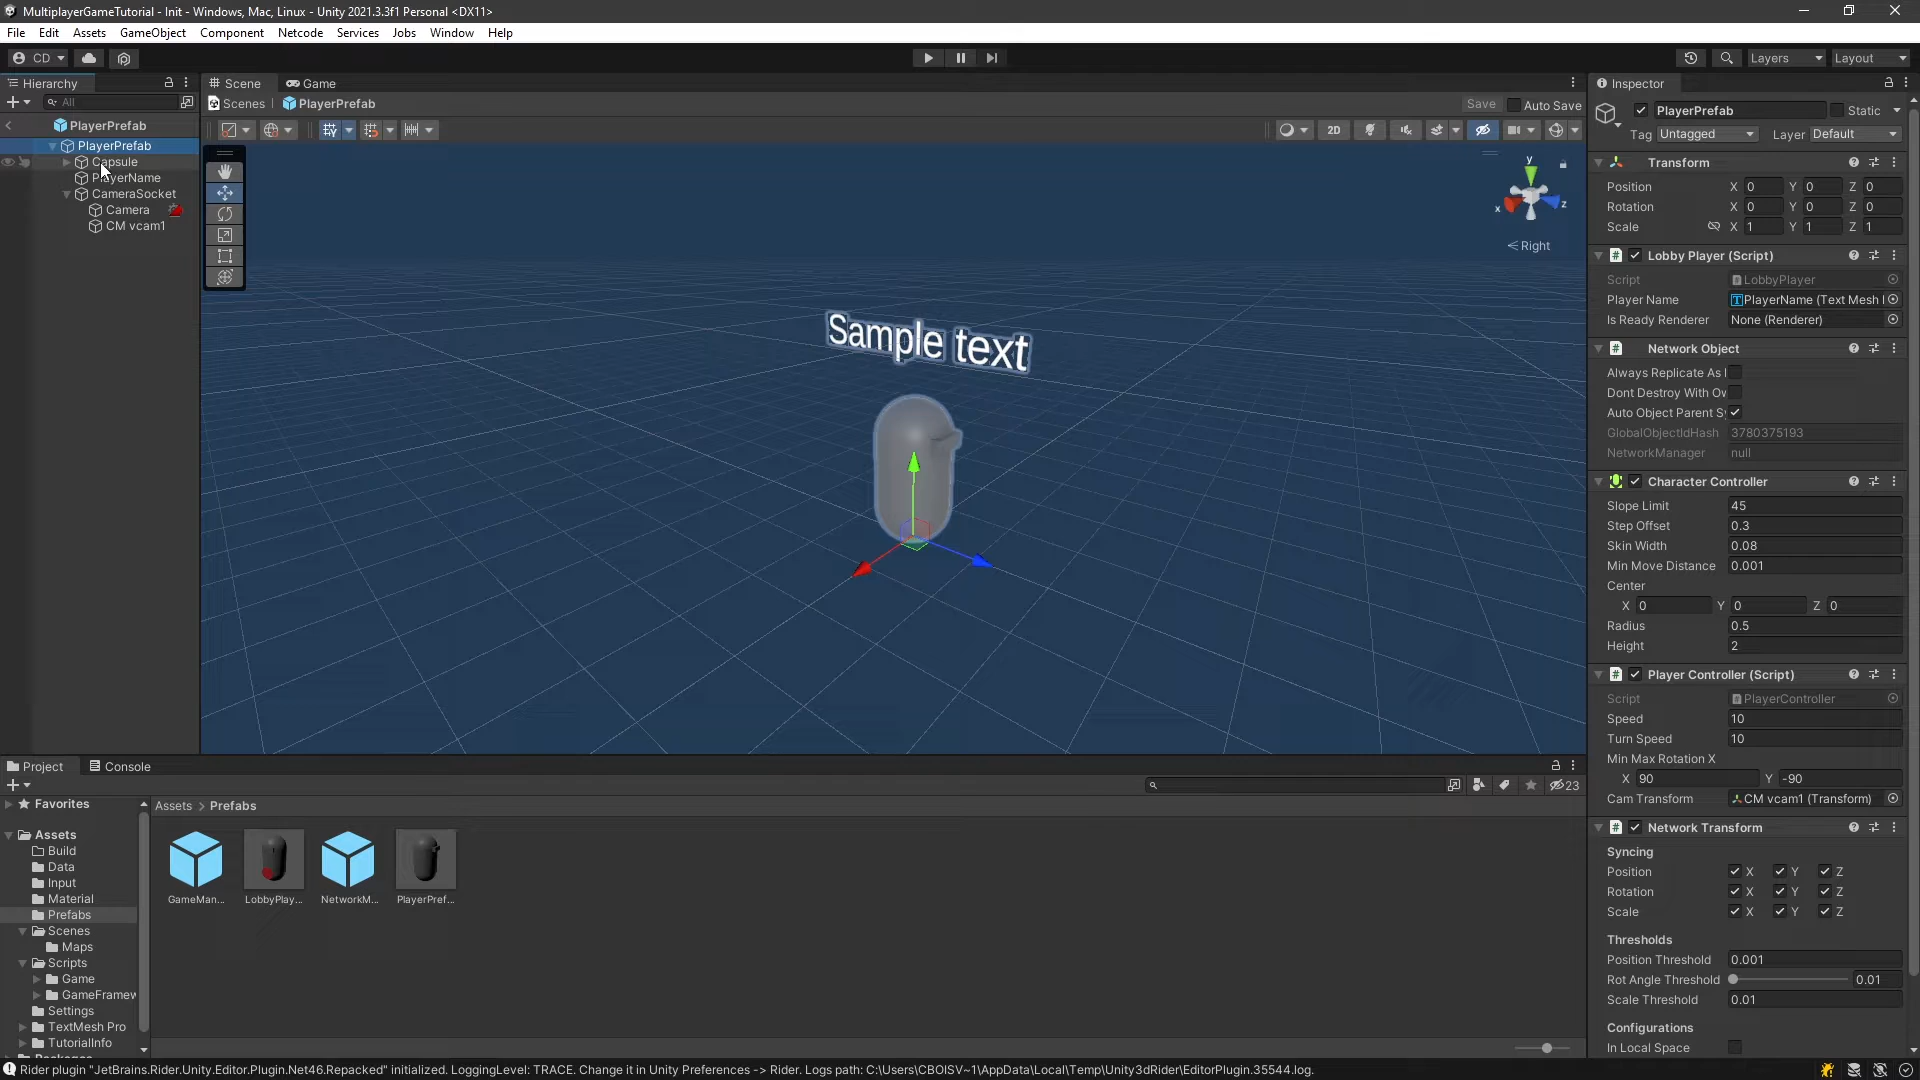 MultiplayerGameTutorial - Init - Windows, Mac, Linux - Unity 2021.3.3f1 Personal <DX11>
File Edit Assets GameObject Component Netcode Services Jobs Window Help
CD Layers Layout
Hierarchy
All
PlayerPrefab
PlayerPrefab
Capsule
PlayerName
CameraSocket
Camera
CM vcam1
Scene Game
Scenes | PlayerPrefab Save Auto Save
2D
y
x z
< Right
Sample text
Inspector
PlayerPrefab Static
Tag Untagged Layer Default
Transform
Position X 0 Y 0 Z 0
Rotation X 0 Y 0 Z 0
Scale X 1 Y 1 Z 1
Lobby Player (Script)
Script LobbyPlayer
Player Name PlayerName (Text Mesh
Is Ready Renderer None (Renderer)
Network Object
Always Replicate As
Dont Destroy With Ow
Auto Object Parent Sy
GlobalObjectIdHash 3780375193
NetworkManager null
Character Controller
Slope Limit 45
Step Offset 0.3
Skin Width 0.08
Min Move Distance 0.001
Center
X 0 Y 0 Z 0
Radius 0.5
Height 2
Player Controller (Script)
Script PlayerController
Speed 10
Turn Speed 10
Min Max Rotation X
X 90 Y -90
Cam Transform CM vcam1 (Transform)
Network Transform
Syncing
Position X Y Z
Rotation X Y Z
Scale X Y Z
Thresholds
Position Threshold 0.001
Rot Angle Threshold 0.01
Scale Threshold 0.01
Configurations
In Local Space
Project Console
23
Favorites
Assets
Build
Data
Input
Material
Prefabs
Scenes
Maps
Scripts
Game
GameFramew
Settings
TextMesh Pro
TutorialInfo
Assets > Prefabs
GameMan... LobbyPlay... NetworkM... PlayerPref...
Rider plugin "JetBrains.Rider.Unity.Editor.Plugin.Net46.Repacked" initialized. LoggingLevel: TRACE. Change it in Unity Preferences -> Rider. Logs path: C:\Users\CBOISV~1\AppData\Local\Temp\Unity3dRider\EditorPlugin.35544.log.